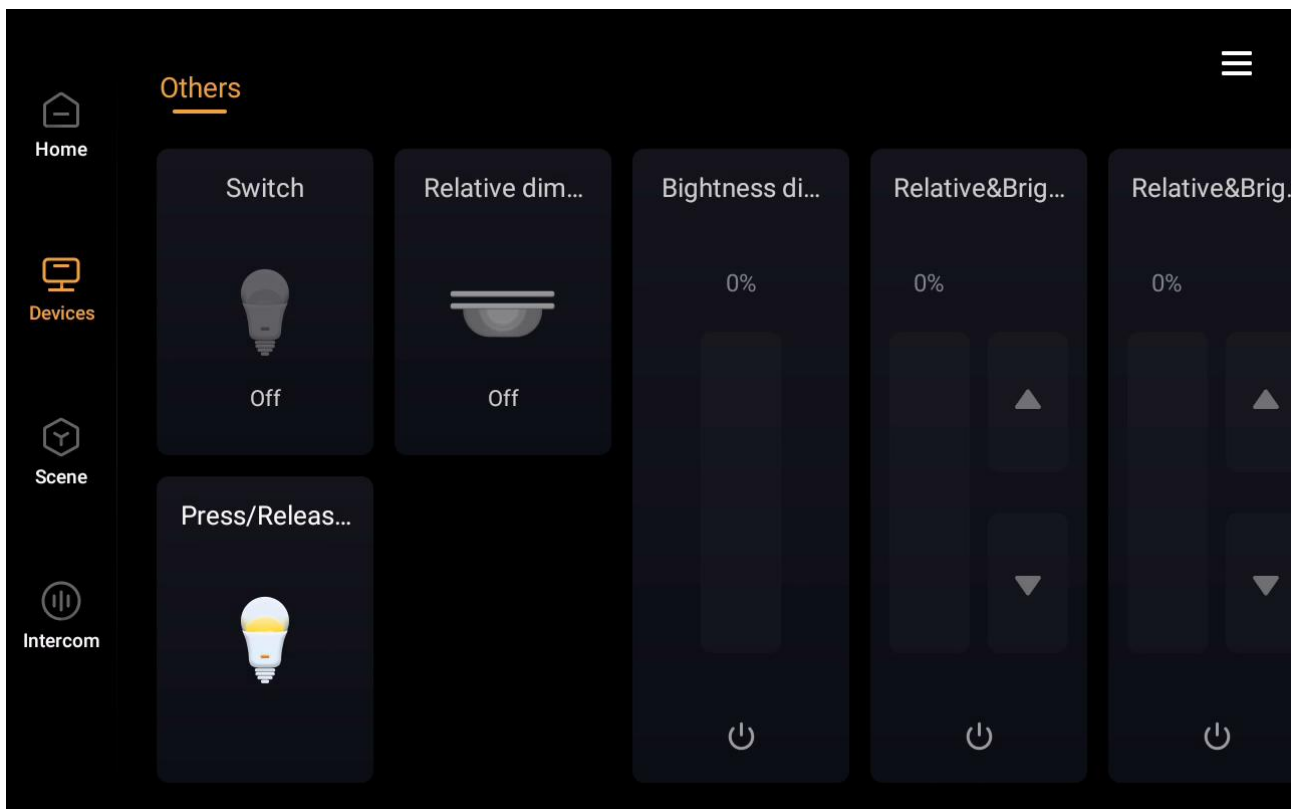 Others
Home
Devices
Scene
Intercom
Switch
Off
Relative dim...
Off
Bightness di...
0%
Relative&Brig...
0%
Relative&Brig.
0%
Press/Releas...